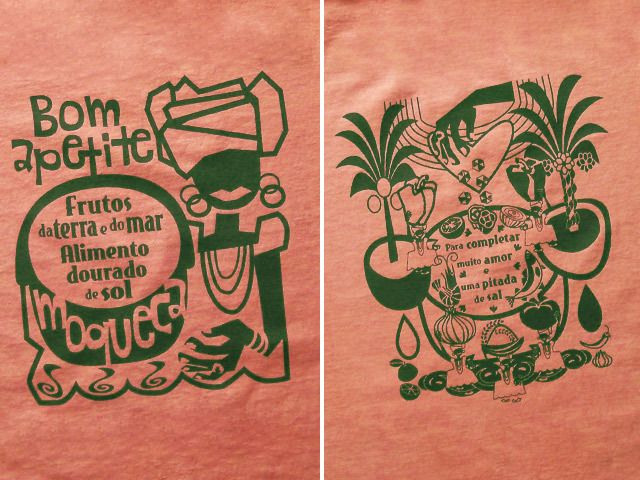 Bom
apetite
Frutos
da terra e do mar
Alimento
dourado
de sol
moqueca
Para completar
muito amor
e
uma pitada
de sal